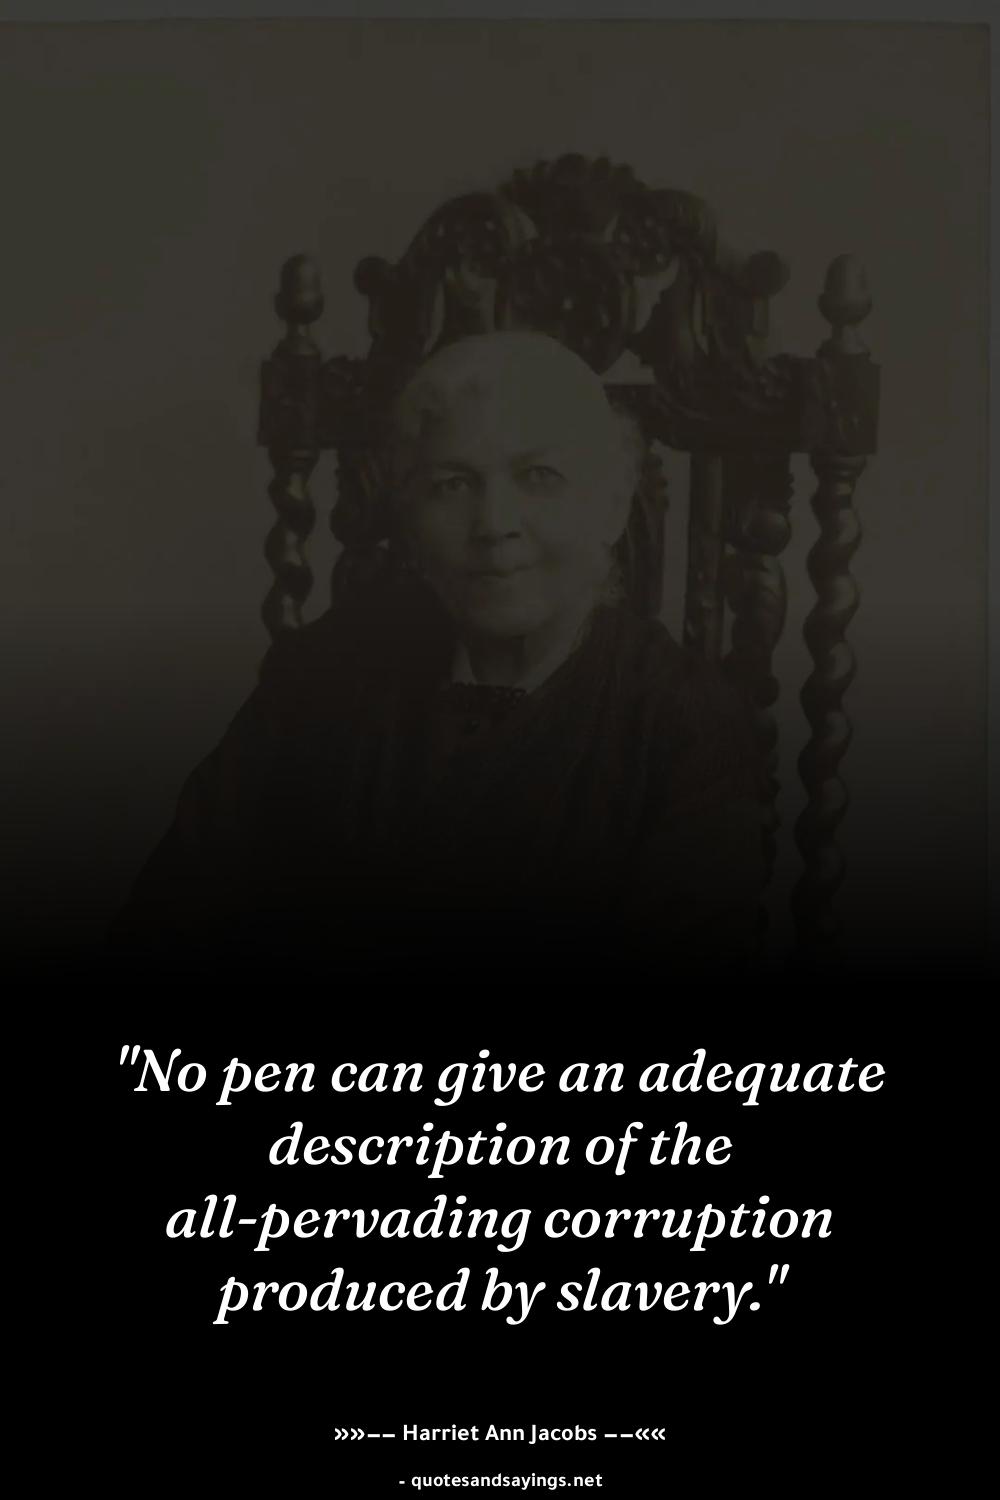 "No pen can give an adequate
description of the
all-pervading corruption
produced by slavery."
»»−− Harriet Ann Jacobs −−««
- quotesandsayings.net